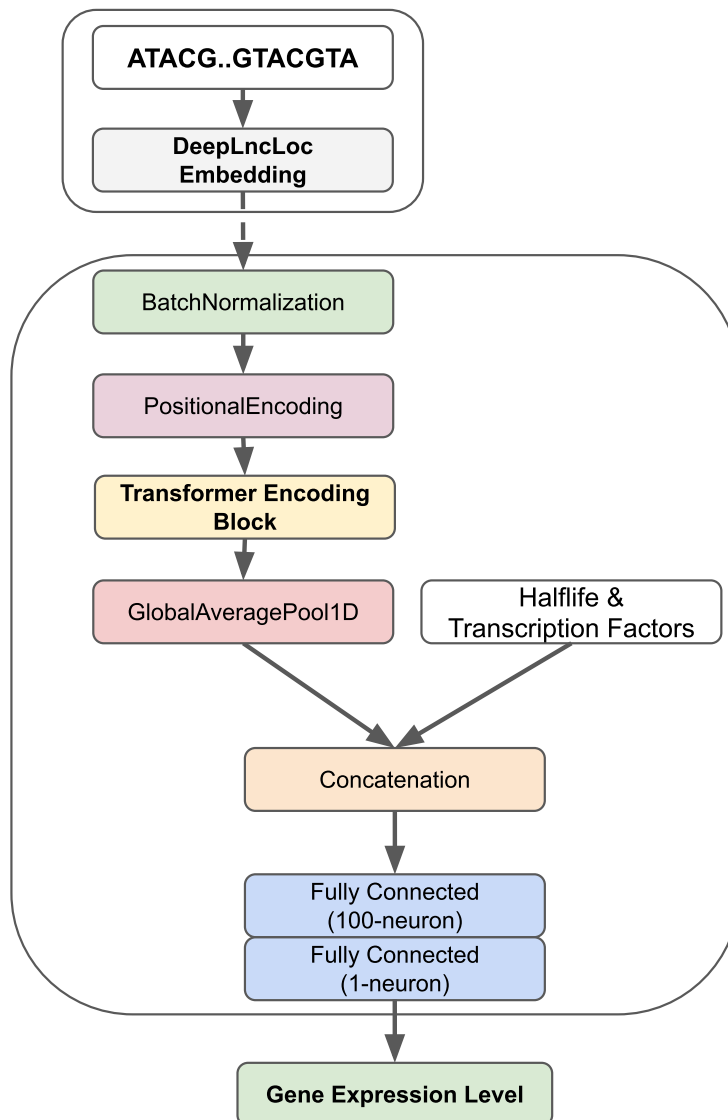 ATACG..GTACGTA
DeepLncLoc
Embedding
BatchNormalization
PositionalEncoding
Transformer Encoding
Block
GlobalAveragePool1D
Halflife &
Transcription Factors
Concatenation
Fully Connected
(100-neuron)
Fully Connected
(1-neuron)
Gene Expression Level